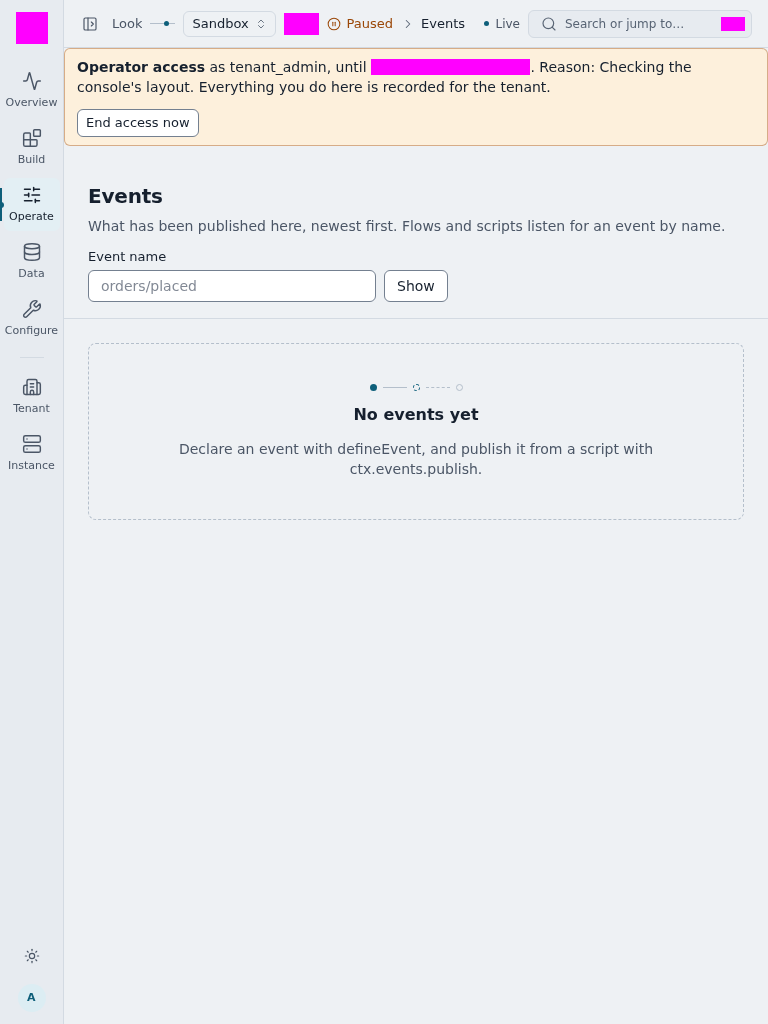 Look
Sandbox
Paused
Events
Live
Search or jump to…
Operator access as tenant_admin, until . Reason: Checking the
console's layout. Everything you do here is recorded for the tenant.
End access now
Overview
Build
Operate
Data
Configure
Tenant
Instance
A
Events
What has been published here, newest first. Flows and scripts listen for an event by name.
Event name
orders/placed
Show
No events yet
Declare an event with defineEvent, and publish it from a script with
ctx.events.publish.